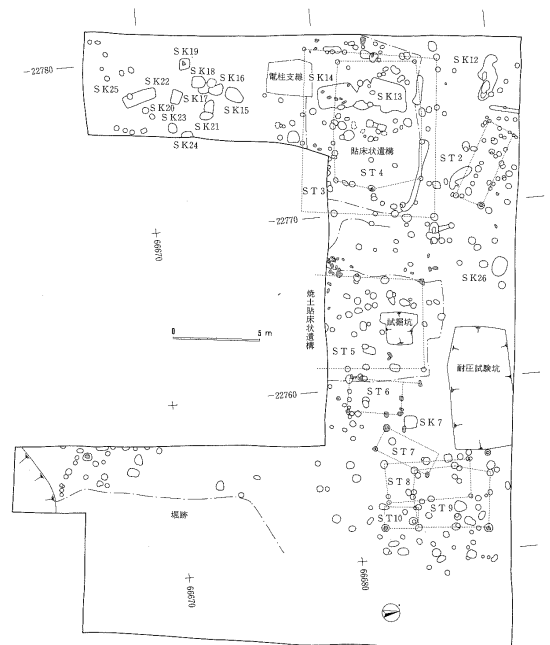 SK19
SK12
-22780
SK18
SK22
SK16
電柱支線
SK14
SK25
SK17
SK13
SK20
SK15
SK23
SK21
SK24
貼床状遺構
ST2
ST4
ST3
-22770
66670
SK26
焼土貼床状遺構
試掘坑
0 5 m
ST5
耐圧試験坑
-22760
ST6
SK7
ST7
ST8
ST9
堀跡
ST10
66670
66680